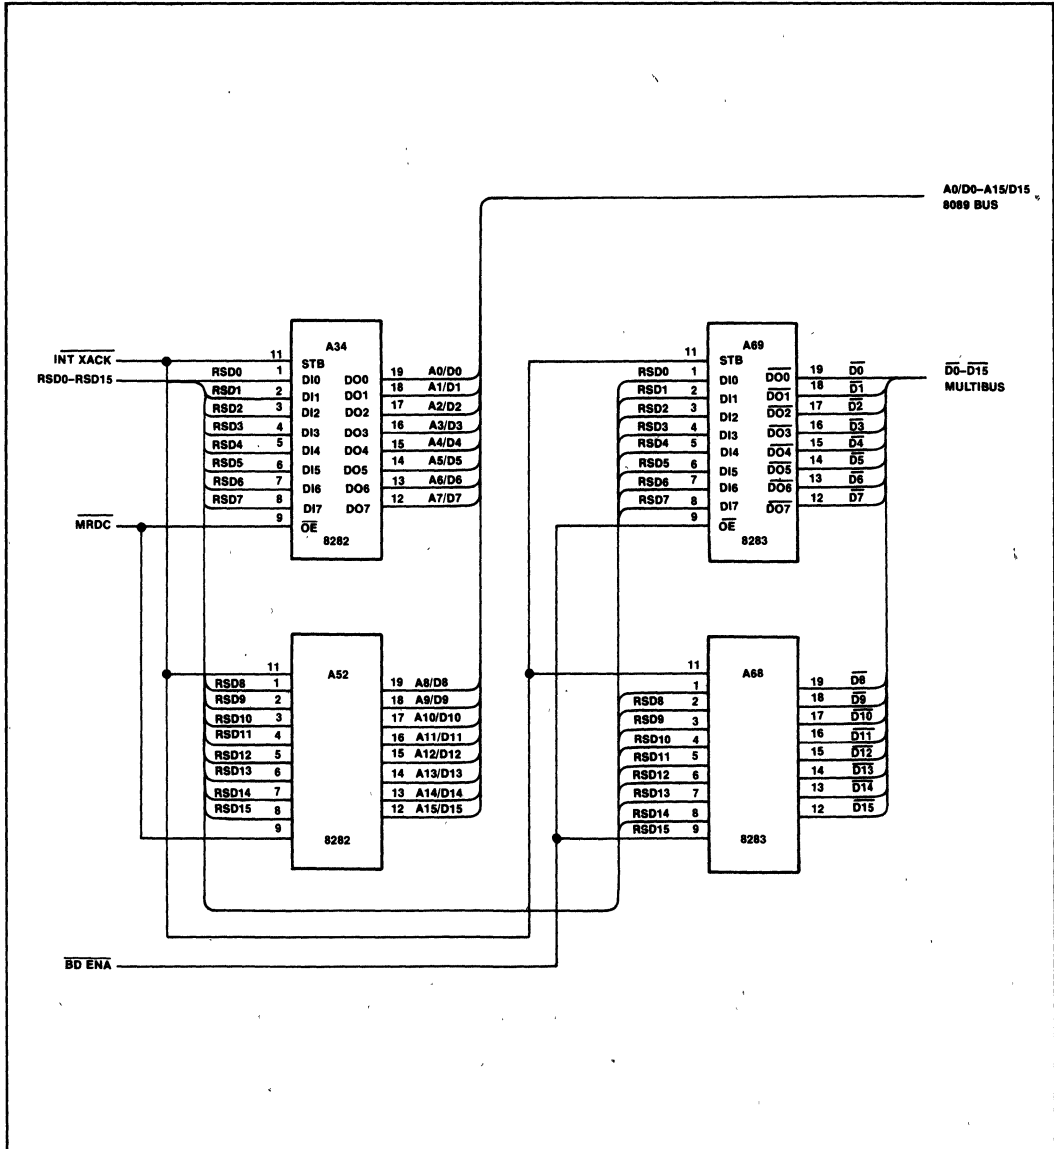 A0/D0–A15/D15
8089 BUS
INT XACK
RSD0–RSD15
MRDC
BD ENA
A34
11 STB
RSD0 1 DI0 DO0 19 A0/D0
RSD1 2 DI1 DO1 18 A1/D1
RSD2 3 DI2 DO2 17 A2/D2
RSD3 4 DI3 DO3 16 A3/D3
RSD4 5 DI4 DO4 15 A4/D4
RSD5 6 DI5 DO5 14 A5/D5
RSD6 7 DI6 DO6 13 A6/D6
RSD7 8 DI7 DO7 12 A7/D7
9 OE
8282
A69
11 STB
RSD0 1 DI0 DO0 19 D0
RSD1 2 DI1 DO1 18 D1
RSD2 3 DI2 DO2 17 D2
RSD3 4 DI3 DO3 16 D3
RSD4 5 DI4 DO4 15 D4
RSD5 6 DI5 DO5 14 D5
RSD6 7 DI6 DO6 13 D6
RSD7 8 DI7 DO7 12 D7
9 OE
8283
D0–D15
MULTIBUS
11 A52
RSD8 1 19 A8/D8
RSD9 2 18 A9/D9
RSD10 3 17 A10/D10
RSD11 4 16 A11/D11
RSD12 5 15 A12/D12
RSD13 6 14 A13/D13
RSD14 7 13 A14/D14
RSD15 8 12 A15/D15
9
8282
11 A68
1 19 D8
RSD8 2 18 D9
RSD9 3 17 D10
RSD10 4 16 D11
RSD11 5 15 D12
RSD12 6 14 D13
RSD13 7 13 D14
RSD14 8 12 D15
RSD15 9
8283